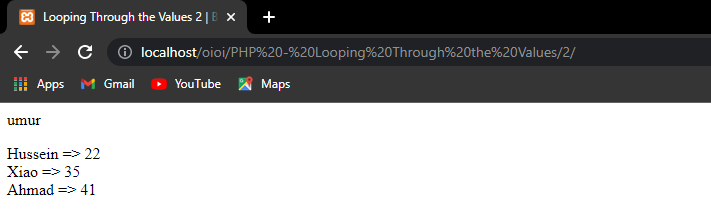 Looping Through the Values 2 | B
localhost/oioi/PHP%20-%20Looping%20Through%20the%20Values/2/
Apps Gmail YouTube Maps
umur
Hussein => 22
Xiao => 35
Ahmad => 41